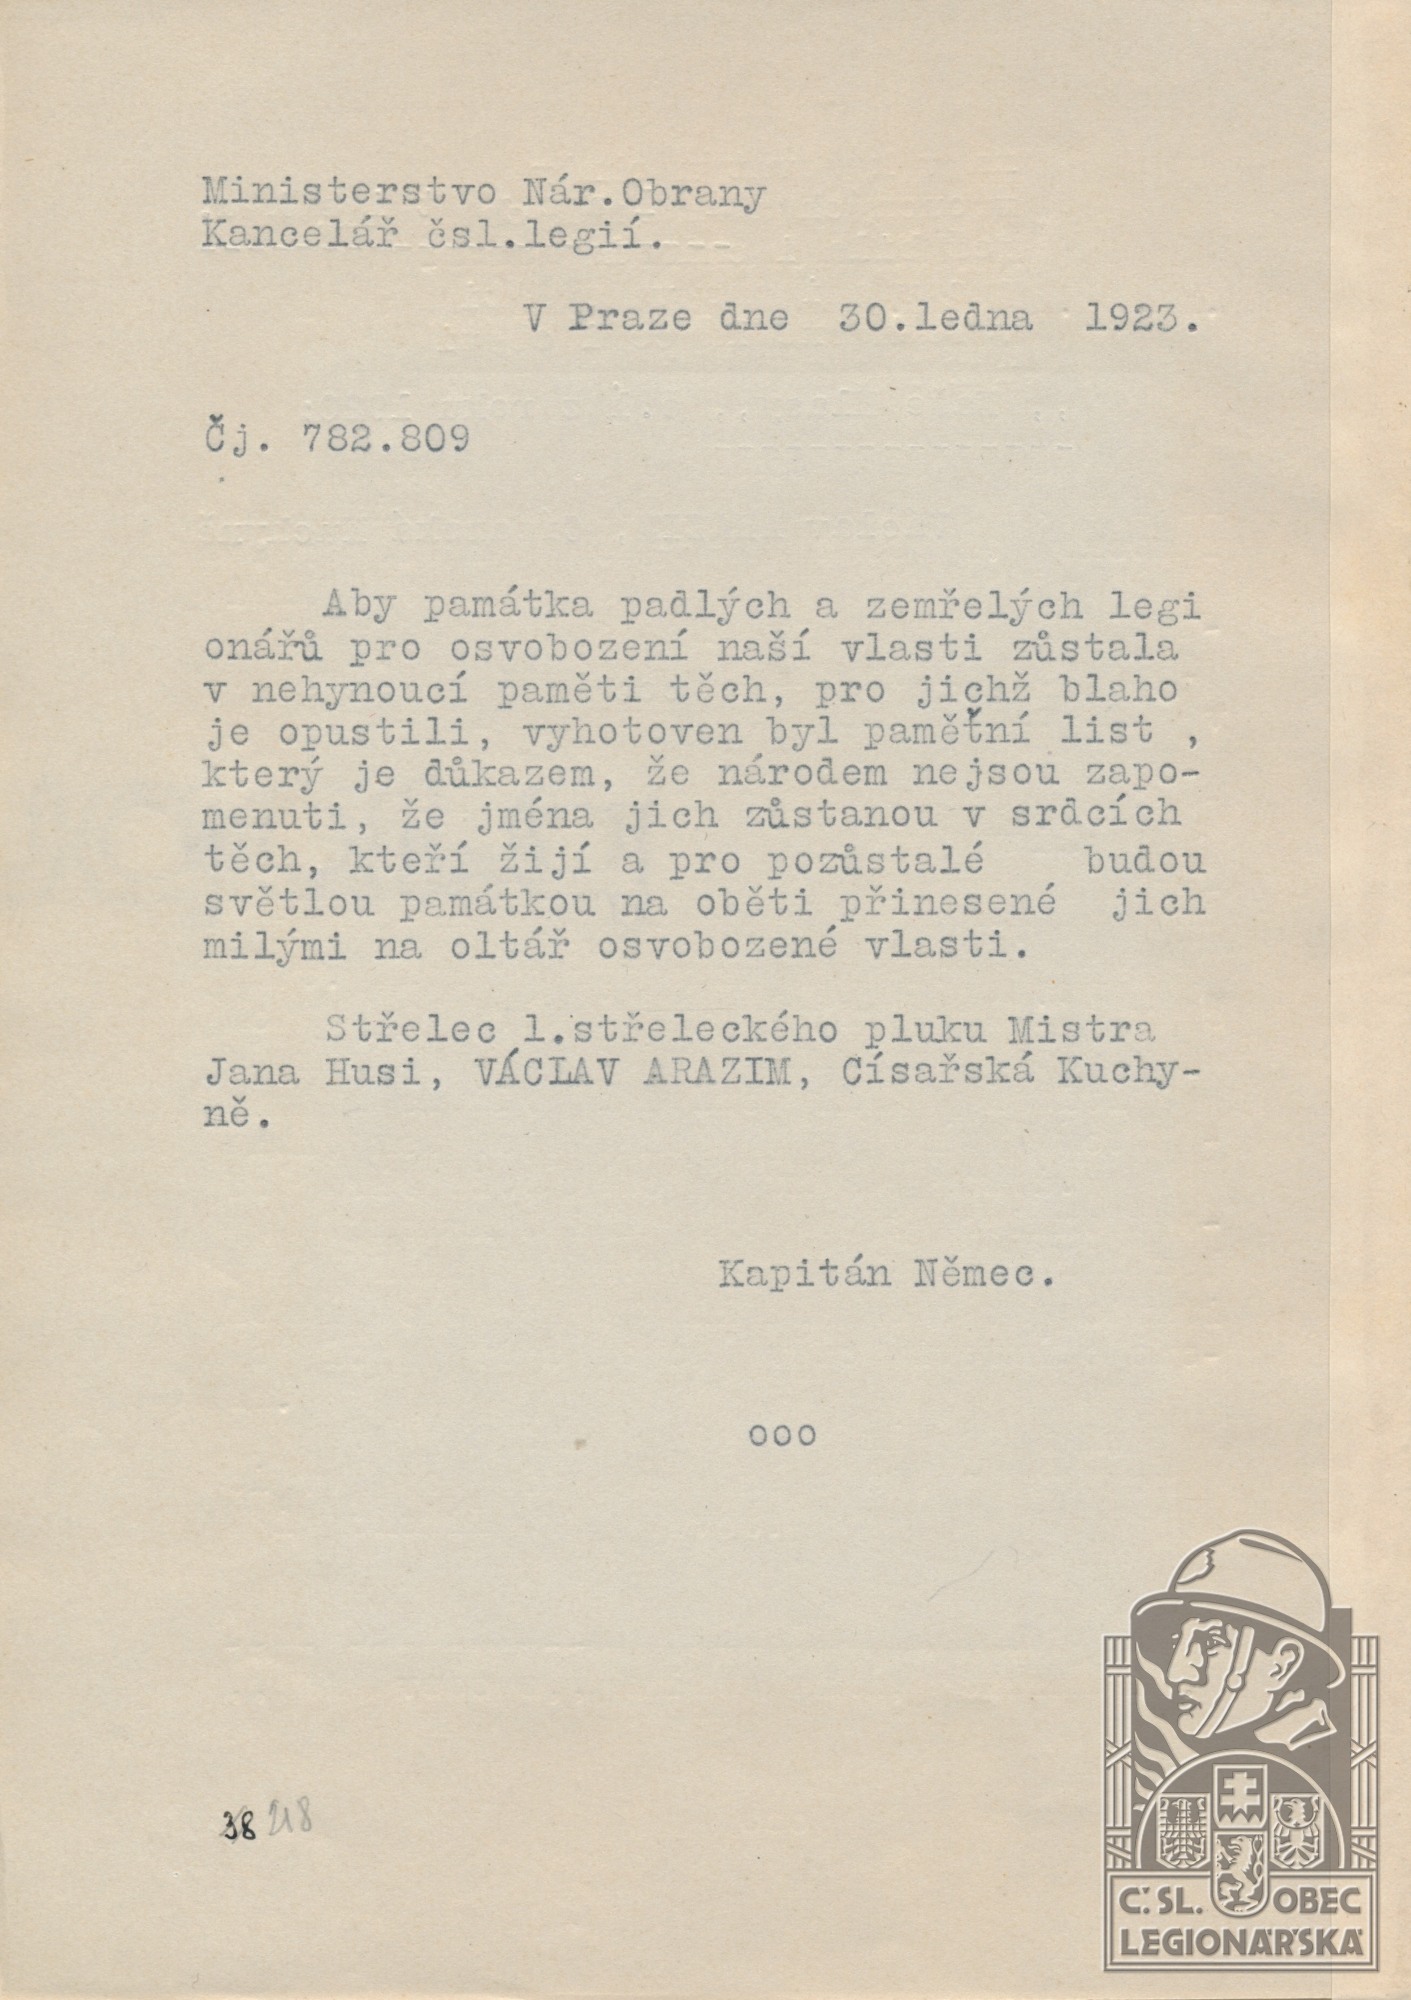 Ministerstvo Nár.Obrany
Kancelář čsl.legií.
V Praze dne 30.ledna 1923.
Čj. 782.809
Aby památka padlých a zemřelých legi
onářů pro osvobození naší vlasti zůstala
v nehynoucí paměti těch, pro jichž blaho
je opustili, vyhotoven byl pamětní list ,
který je důkazem, že národem nejsou zapo-
menuti, že jména jich zůstanou v srdcích
těch, kteří žijí a pro pozůstalé budou
světlou památkou na oběti přinesené jich
milými na oltář osvobozené vlasti.
Střelec 1.střeleckého pluku Mistra
Jana Husi, VÁCLAV ARAZIM, Císařská Kuchy-
ně.
Kapitán Němec.
ooo
38 218
Č.SL. OBEC
LEGIONÁŘSKÁ